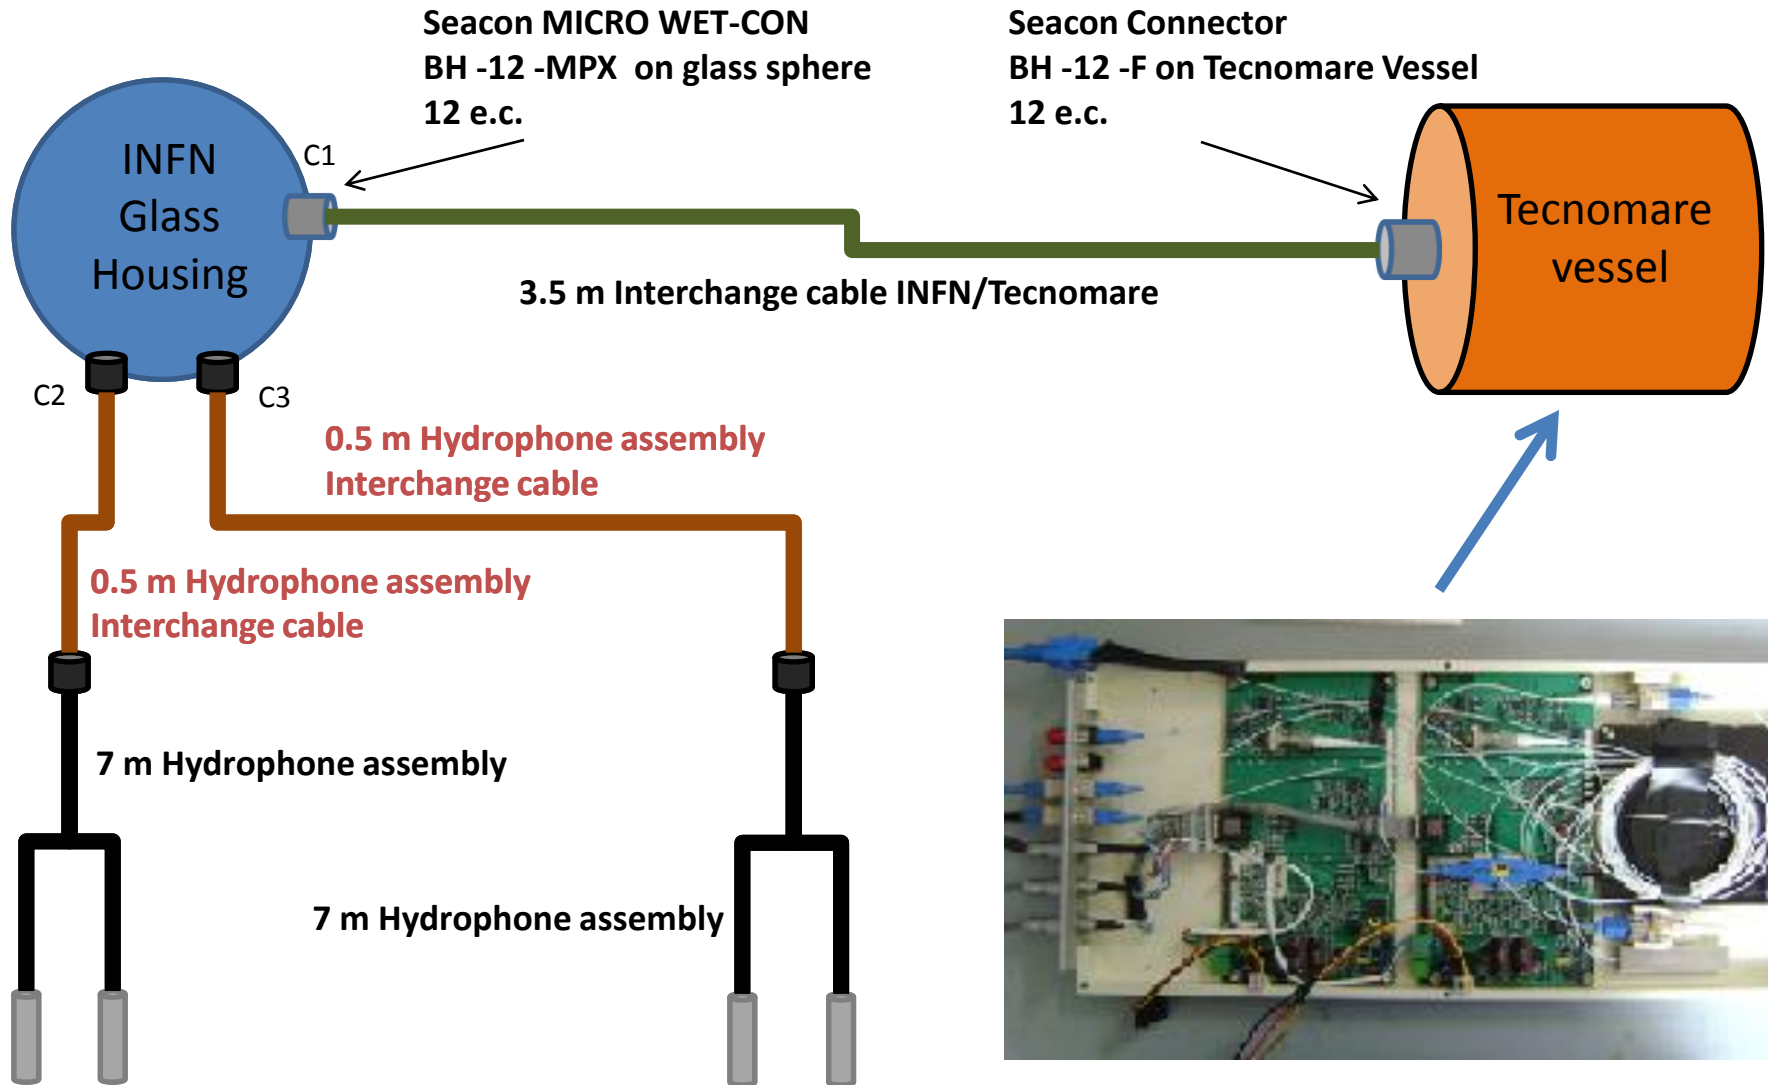 Seacon MICRO WET-CON
BH -12 -MPX  on glass sphere
12 e.c.
Seacon Connector
BH -12 -F on Tecnomare Vessel
12 e.c.
INFN
Glass
Housing
C1
Tecnomare
vessel
3.5 m Interchange cable INFN/Tecnomare
C2
C3
0.5 m Hydrophone assembly
Interchange cable
0.5 m Hydrophone assembly
Interchange cable
7 m Hydrophone assembly
7 m Hydrophone assembly